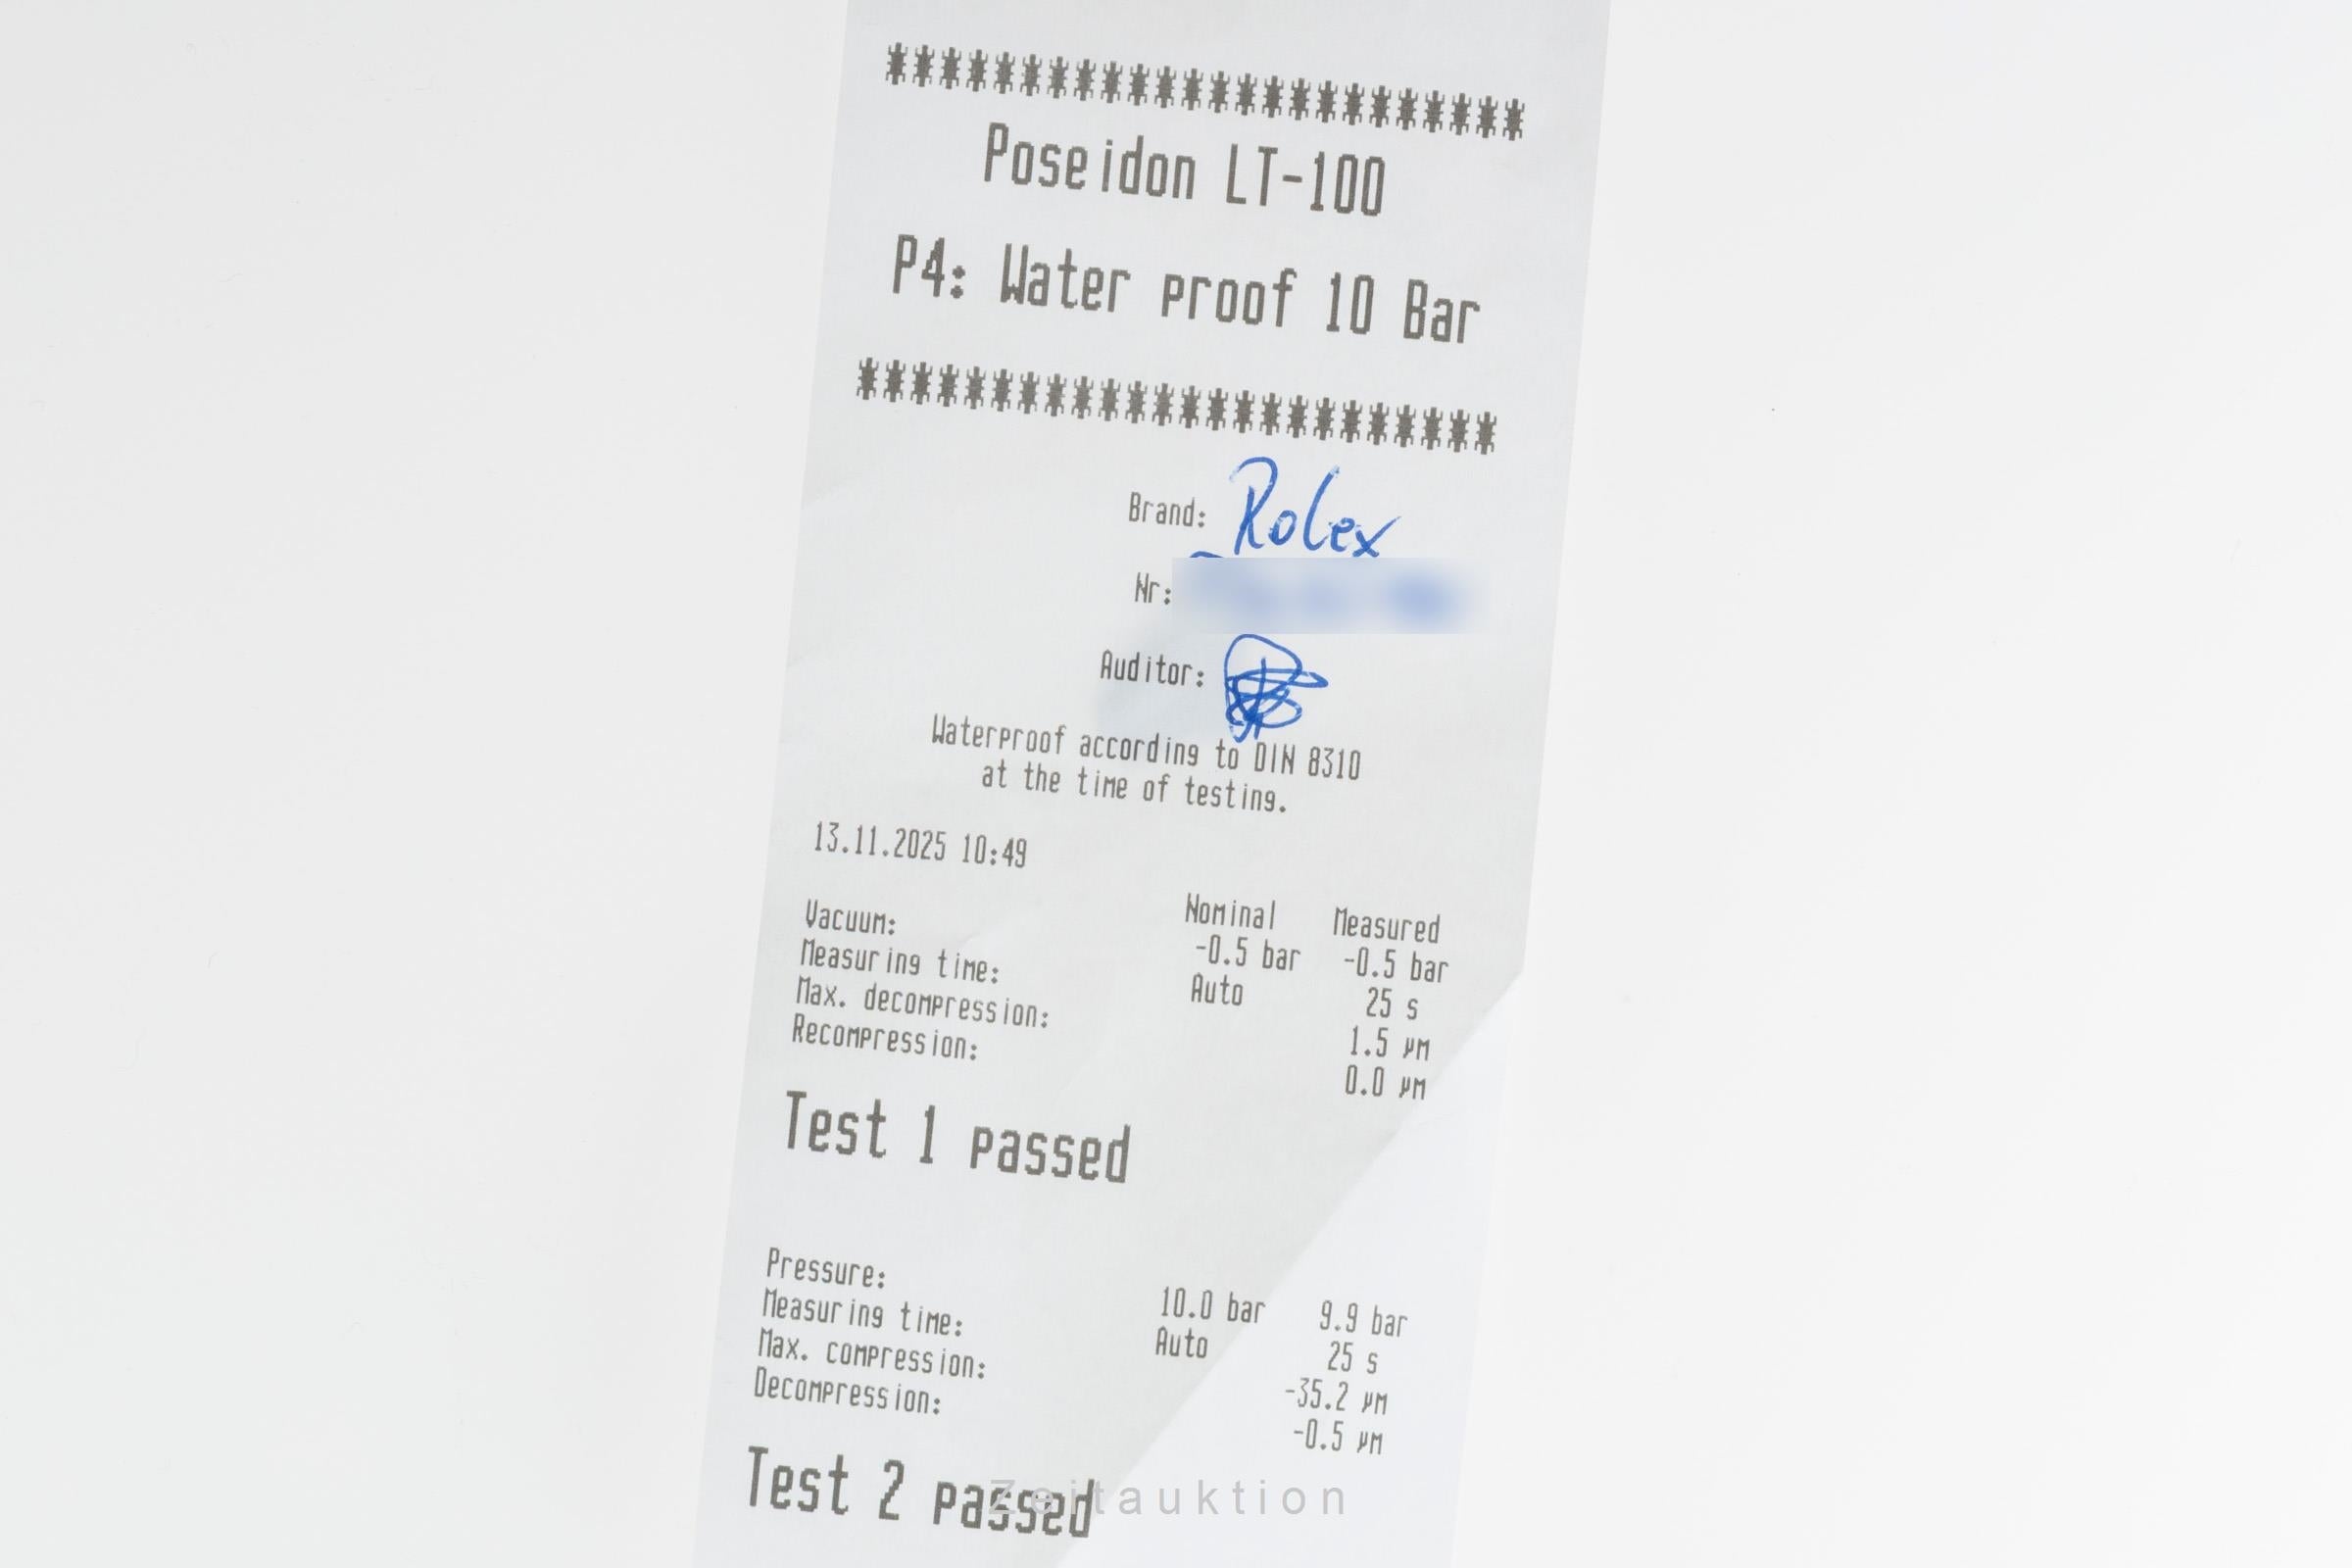 ************************
Poseidon LT-100
P4: Water proof 10 Bar
************************
Brand: Rolex
Nr:
Auditor:
Waterproof according to DIN 8310
at the time of testing.
13.11.2025 10:49
Nominal Measured
Vacuum: -0.5 bar -0.5 bar
Measuring time: Auto 25 s
Max. decompression: 1.5 µm
Recompression: 0.0 µm
Test 1 passed
Pressure: 10.0 bar 9.9 bar
Measuring time: Auto 25 s
Max. compression: -35.2 µm
Decompression: -0.5 µm
Test 2 passed
Zeitauktion